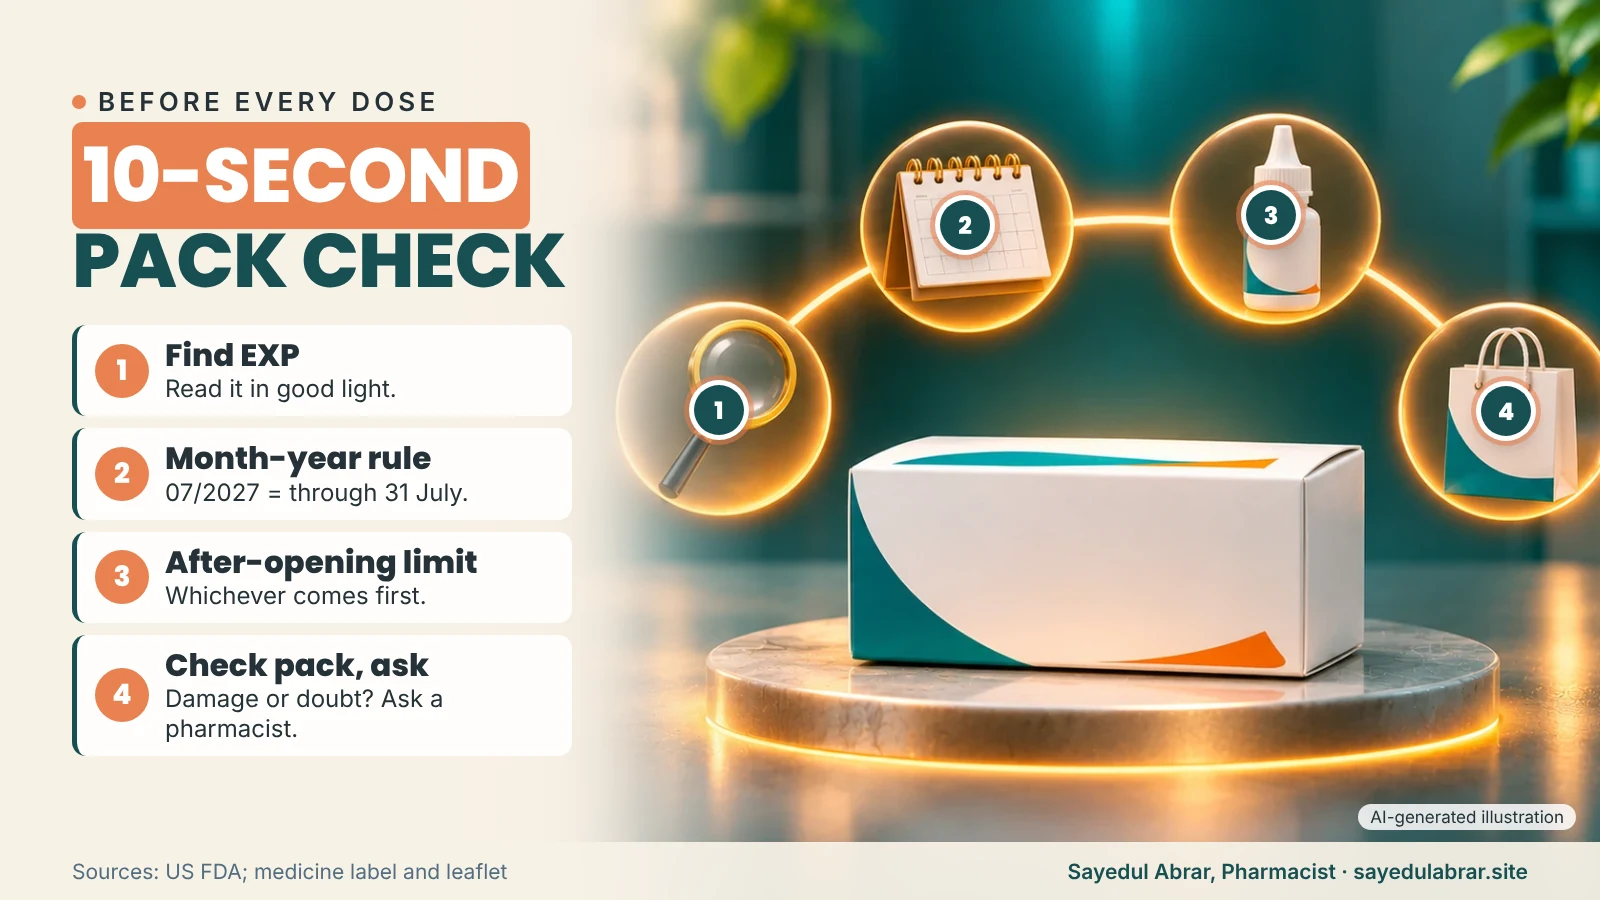 BEFORE EVERY DOSE
10-SECOND
PACK CHECK
1
Find EXP
Read it in good light.
2
Month-year rule
07/2027 = through 31 July.
3
After-opening limit
Whichever comes first.
4
Check pack, ask
Damage or doubt? Ask a
pharmacist.
1
2
3
4
AI-generated illustration
Sources: US FDA; medicine label and leaflet
Sayedul Abrar, Pharmacist · sayedulabrar.site